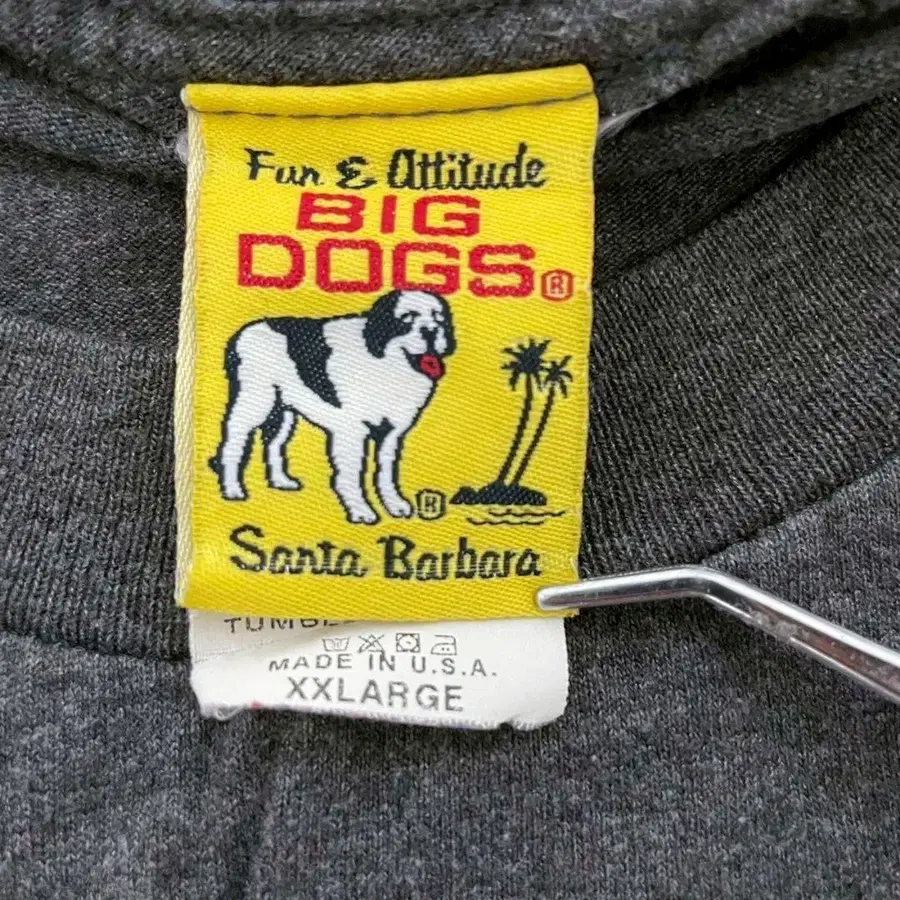 Fun & Attitude
BIG
DOGS®
®
Santa Barbara
MADE IN U.S.A.
XXLARGE